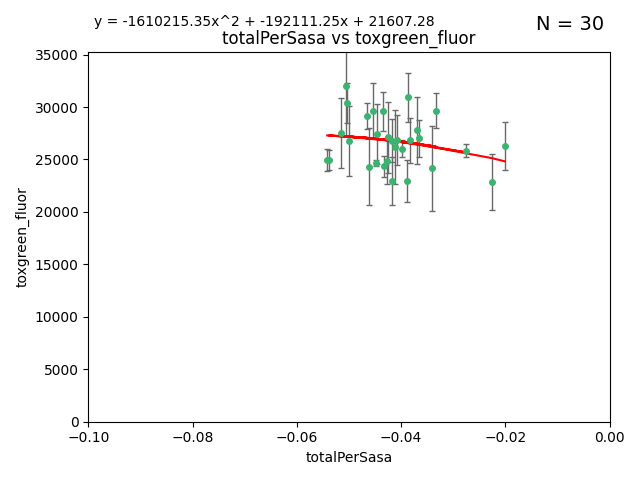 y = -1610215.35x^2 + -192111.25x + 21607.28
N = 30
totalPerSasa vs toxgreen_fluor
35000
30000
25000
20000
15000
10000
5000
0
toxgreen_fluor
−0.10
−0.08
−0.06
−0.04
−0.02
0.00
totalPerSasa